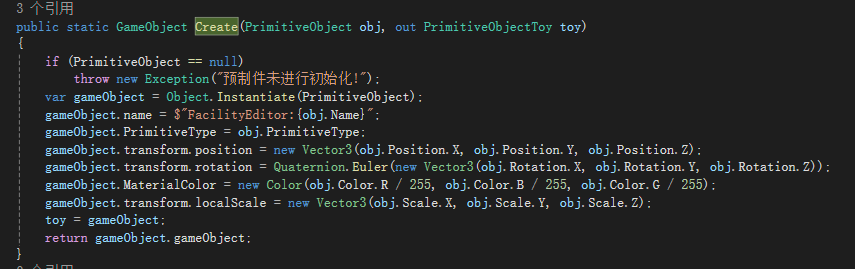 3 个引用
public static GameObject Create(PrimitiveObject obj, out PrimitiveObjectToy toy)
{
if (PrimitiveObject == null)
throw new Exception("预制件未进行初始化!");
var gameObject = Object.Instantiate(PrimitiveObject);
gameObject.name = $"FacilityEditor:{obj.Name}";
gameObject.PrimitiveType = obj.PrimitiveType;
gameObject.transform.position = new Vector3(obj.Position.X, obj.Position.Y, obj.Position.Z);
gameObject.transform.rotation = Quaternion.Euler(new Vector3(obj.Rotation.X, obj.Rotation.Y, obj.Rotation.Z));
gameObject.MaterialColor = new Color(obj.Color.R / 255, obj.Color.B / 255, obj.Color.G / 255);
gameObject.transform.localScale = new Vector3(obj.Scale.X, obj.Scale.Y, obj.Scale.Z);
toy = gameObject;
return gameObject.gameObject;
}
个引用